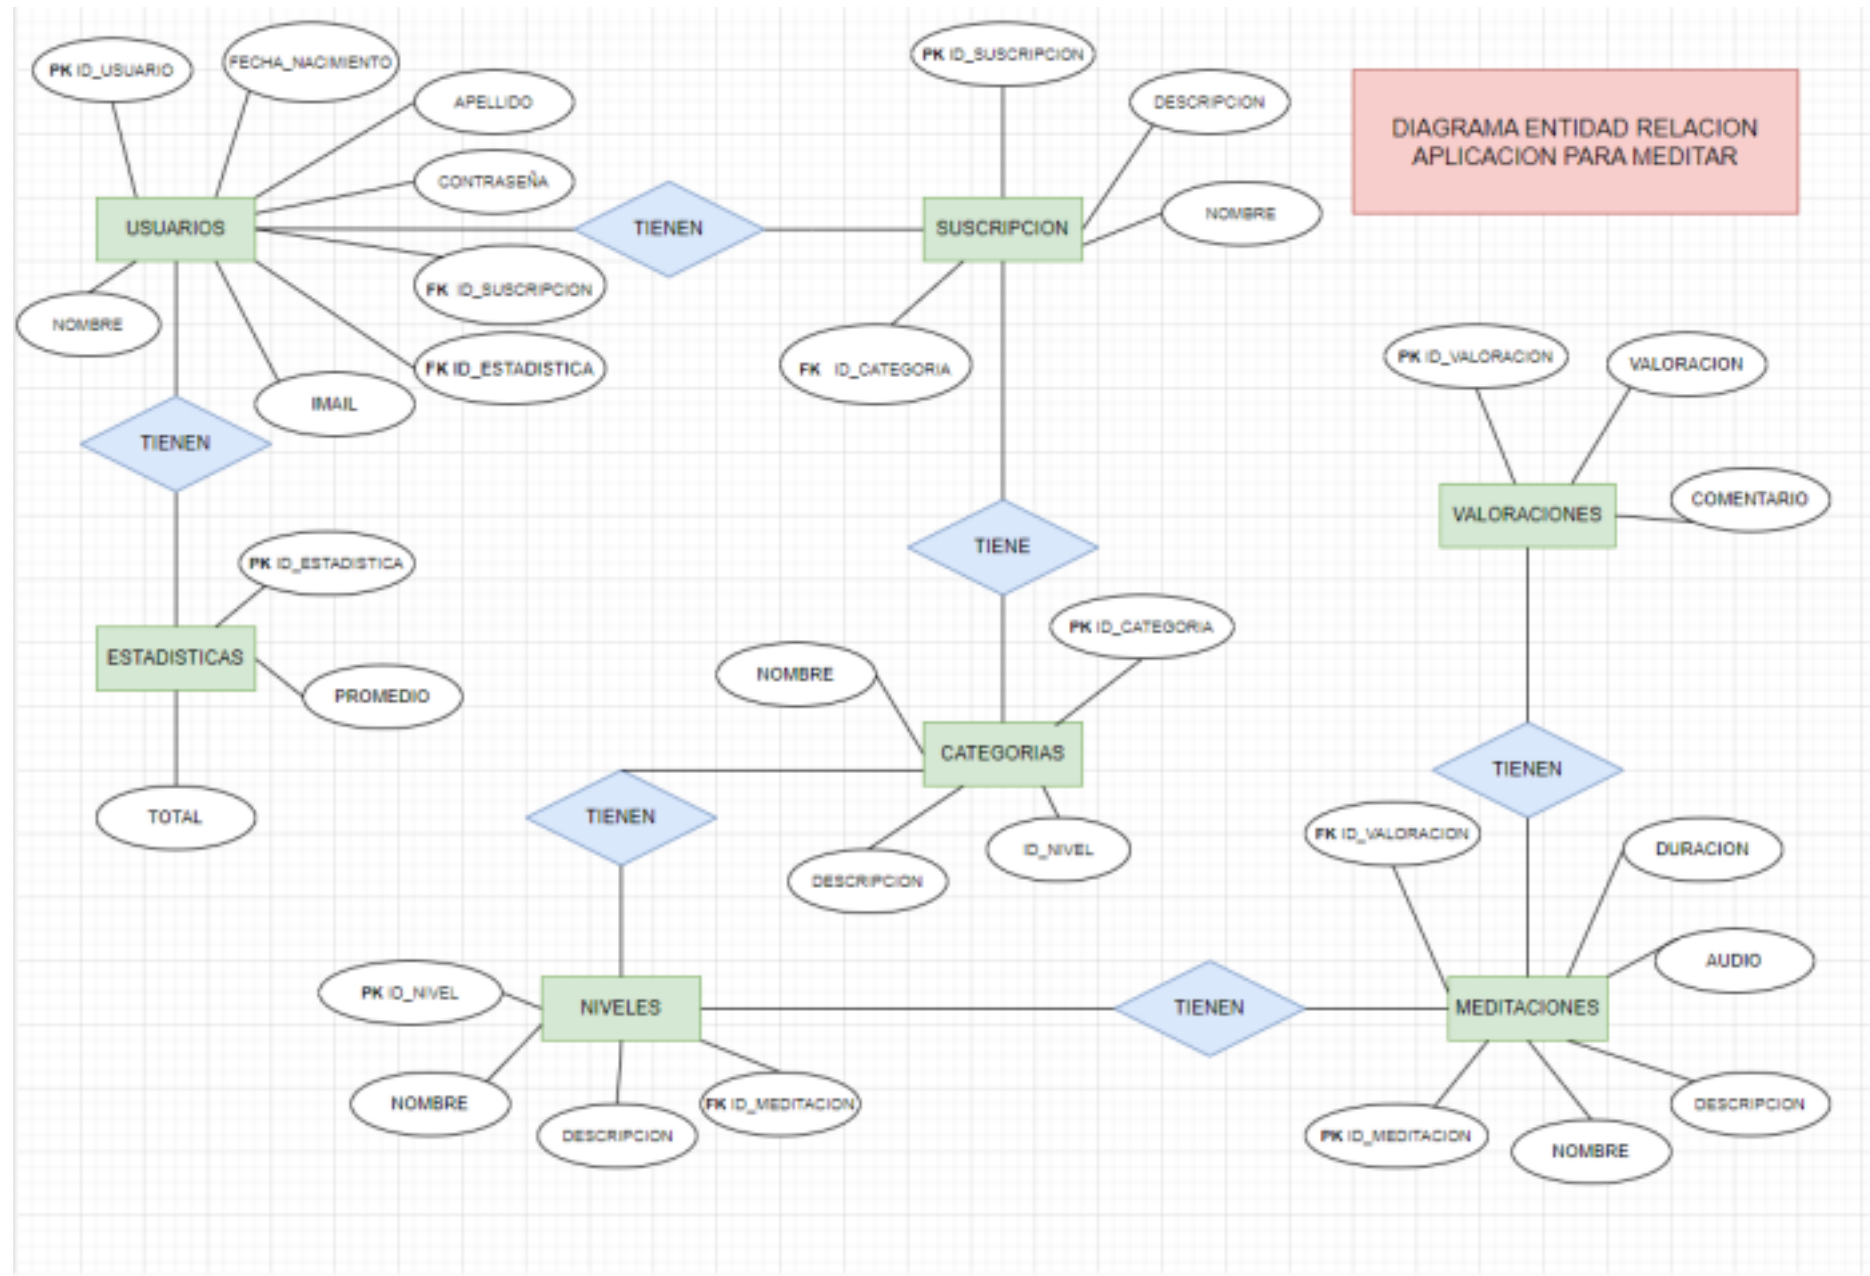 PK ID_USUARIO
FECHA_NACIMIENTO
APELLIDO
CONTRASEÑA
USUARIOS
TIENEN
FK ID_SUSCRIPCION
NOMBRE
FK ID_ESTADISTICA
IMAIL
TIENEN
PK ID_ESTADISTICA
ESTADISTICAS
PROMEDIO
TOTAL
PK ID_SUSCRIPCION
DESCRIPCION
NOMBRE
SUSCRIPCION
FK ID_CATEGORIA
TIENE
DIAGRAMA ENTIDAD RELACION
APLICACION PARA MEDITAR
PK ID_VALORACION
VALORACION
VALORACIONES
COMENTARIO
TIENEN
PK ID_CATEGORIA
NOMBRE
CATEGORIAS
TIENEN
ID_NIVEL
DESCRIPCION
FK ID_VALORACION
DURACION
AUDIO
PK ID_NIVEL
NIVELES
TIENEN
MEDITACIONES
NOMBRE
DESCRIPCION
FK ID_MEDITACION
PK ID_MEDITACION
NOMBRE
DESCRIPCION